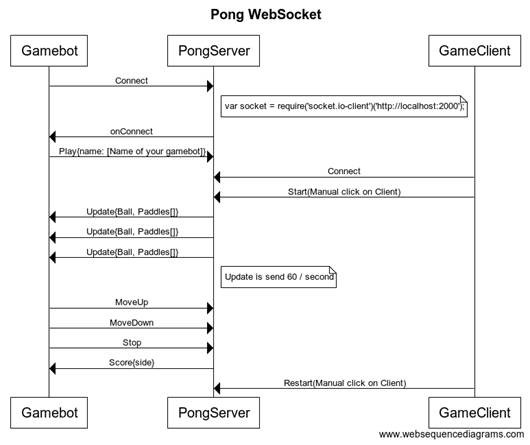 Pong WebSocket
Gamebot PongServer GameClient
Connect
var socket = require('socket.io-client')('http://localhost:2000');
onConnect
Play{name: [Name of your gamebot]}
Connect
Start(Manual click on Client)
Update{Ball, Paddles[]}
Update{Ball, Paddles[]}
Update{Ball, Paddles[]}
Update is send 60 / second
MoveUp
MoveDown
Stop
Score{side}
Restart(Manual click on Client)
Gamebot PongServer GameClient
www.websequencediagrams.com